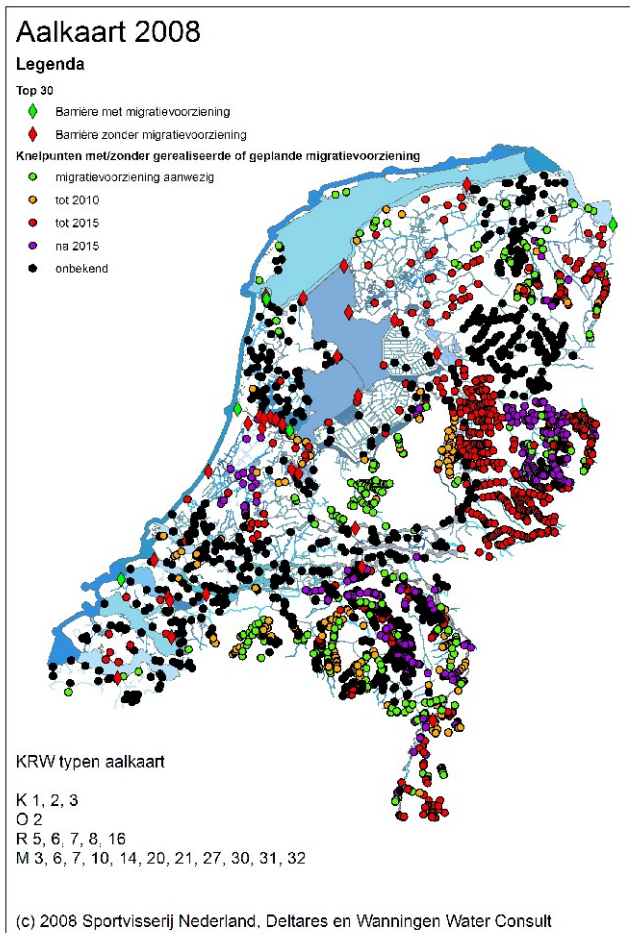 Aalkaart 2008
Legenda
Top 30
Barrière met migratievoorziening
Barrière zonder migratievoorziening
Knelpunten met/zonder gerealiseerde of geplande migratievoorziening
migratievoorziening aanwezig
tot 2010
tot 2015
na 2015
onbekend
KRW typen aalkaart
K 1, 2, 3
O 2
R 5, 6, 7, 8, 16
M 3, 6, 7, 10, 14, 20, 21, 27, 30, 31, 32
(c) 2008 Sportvisserij Nederland, Deltares en Wanningen Water Consult